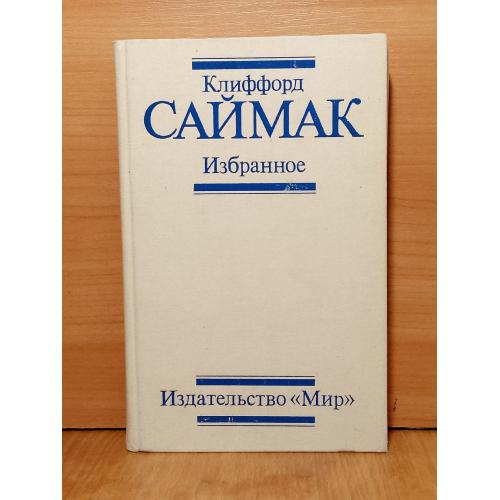 Клиффорд
САЙМАК
Избранное
Издательство «Мир»